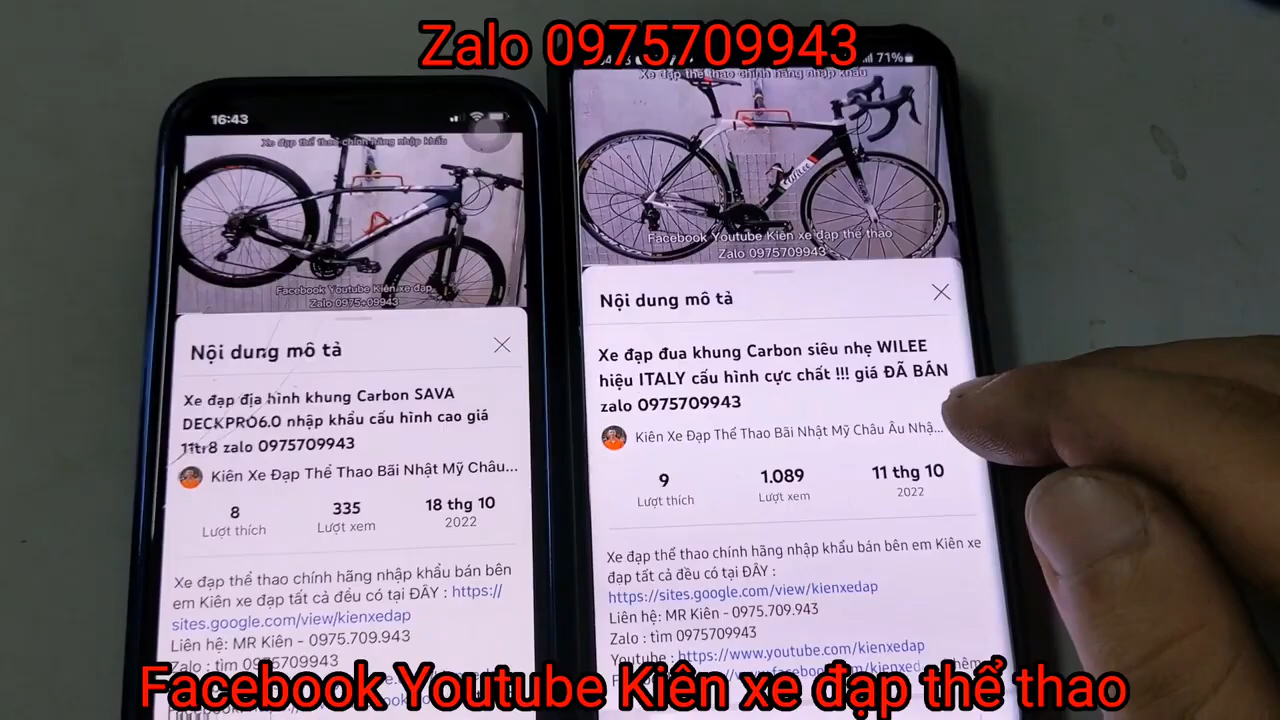 Zalo 0975709943
16:43
Xe đạp thể thao chính hãng nhập khẩu
Facebook Youtube Kiên xe đạp
Nội dung mô tả
Xe đạp địa hình khung Carbon SAVA
DECKPRO6.0 nhập khẩu cấu hình cao giá
11tr8 zalo 0975709943
Kiên Xe Đạp Thể Thao Bãi Nhật Mỹ Châu...
8
Lượt thích
335
Lượt xem
18 thg 10
2022
Xe đạp thể thao chính hãng nhập khẩu bán bên
em Kiên xe đạp tất cả đều có tại ĐÂY : https://
sites.google.com/view/kienxedap
Liên hệ: MR Kiên - 0975.709.943
Zalo : tìm 0975709943
71%
Xe đạp thể thao chính hãng nhập khẩu
Wilee
Facebook Youtube Kiên xe đạp thể thao
Zalo 0975709943
Nội dung mô tả
Xe đạp đua khung Carbon siêu nhẹ WILEE
hiệu ITALY cấu hình cực chất !!! giá ĐÃ BÁN
zalo 0975709943
Kiên Xe Đạp Thể Thao Bãi Nhật Mỹ Châu Âu Nhậ...
9
Lượt thích
1.089
Lượt xem
11 thg 10
2022
Xe đạp thể thao chính hãng nhập khẩu bán bên em Kiên xe
đạp tất cả đều có tại ĐÂY :
https://sites.google.com/view/kienxedap
Liên hệ: MR Kiên - 0975.709.943
Zalo : tìm 0975709943
Youtube : https://www.youtube.com/kienxedap
Facebook Youtube Kiên xe đạp thể thao